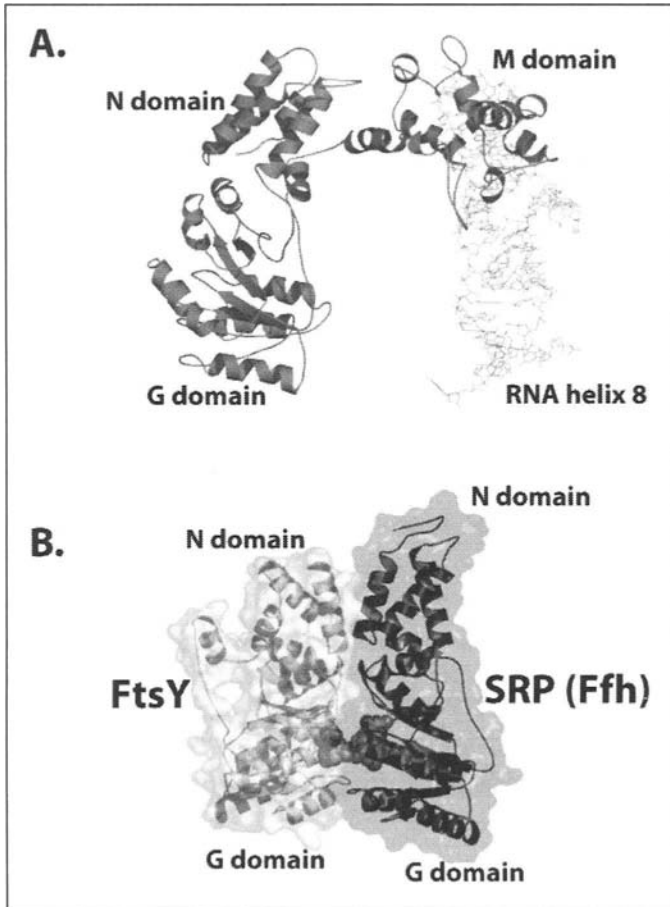 A.
N domain
M domain
G domain
RNA helix 8
B.
N domain
N domain
FtsY
SRP (Ffh)
G domain
G domain